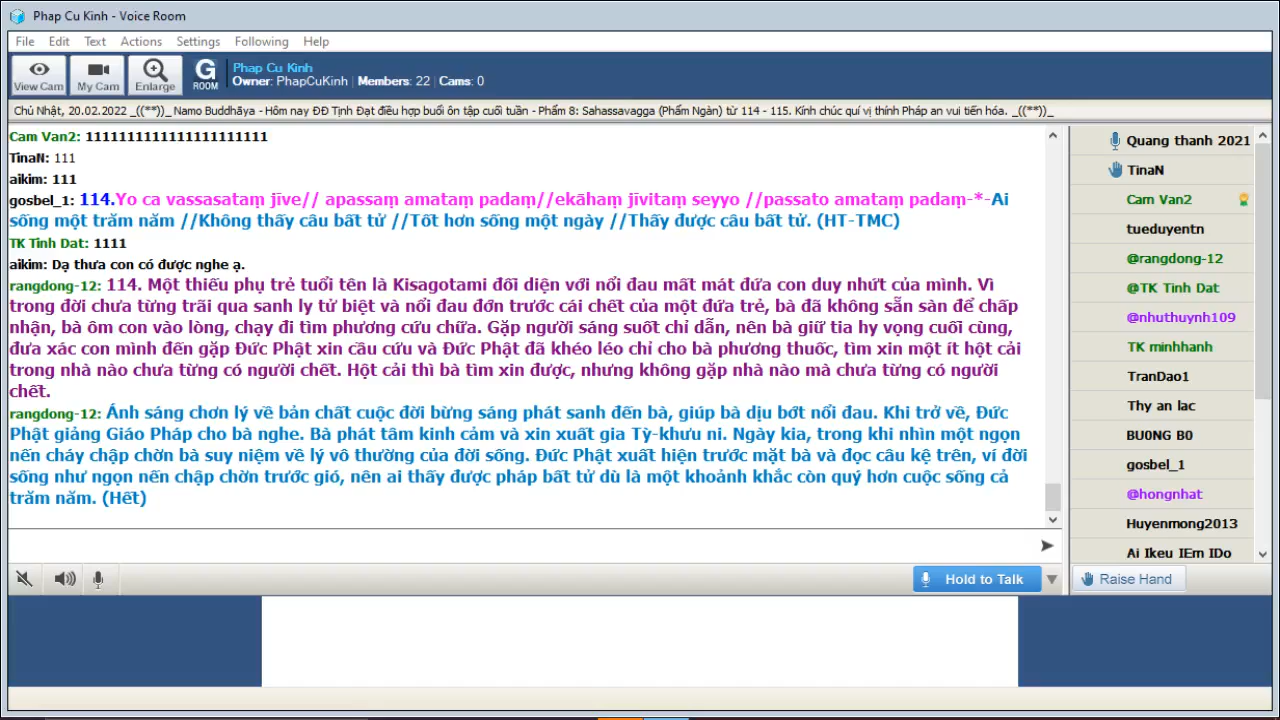 Phap Cu Kinh - Voice Room
File Edit Text Actions Settings Following Help
View Cam My Cam Enlarge G ROOM
Phap Cu Kinh
Owner: PhapCuKinh | Members: 22 | Cams: 0
Chủ Nhật, 20.02.2022 _((**))_ Namo Buddhāya - Hôm nay ĐĐ Tịnh Đạt điều hợp buổi ôn tập cuối tuần - Phẩm 8: Sahassavagga (Phẩm Ngàn) từ 114 - 115. Kính chúc quí vị thính Pháp an vui tiến hóa. _((**))_
Cam Van2: 1111111111111111111111
TinaN: 111
aikim: 111
gosbel_1: 114.Yo ca vassasataṃ jīve// apassaṃ amataṃ padaṃ//ekāhaṃ jīvitaṃ seyyo //passato amataṃ padaṃ-*-Ai
sống một trăm năm //Không thấy câu bất tử //Tốt hơn sống một ngày //Thấy được câu bất tử. (HT-TMC)
TK Tinh Dat: 1111
aikim: Dạ thưa con có được nghe ạ.
rangdong-12: 114. Một thiếu phụ trẻ tuổi tên là Kisagotami đối diện với nổi đau mất mát đứa con duy nhứt của mình. Vì
trong đời chưa từng trãi qua sanh ly tử biệt và nổi đau đớn trước cái chết của một đứa trẻ, bà đã không sẵn sàn để chấp
nhận, bà ôm con vào lòng, chạy đi tìm phương cứu chữa. Gặp người sáng suốt chỉ dẫn, nên bà giữ tia hy vọng cuối cùng,
đưa xác con mình đến gặp Đức Phật xin cầu cứu và Đức Phật đã khéo léo chỉ cho bà phương thuốc, tìm xin một ít hột cải
trong nhà nào chưa từng có người chết. Hột cải thì bà tìm xin được, nhưng không gặp nhà nào mà chưa từng có người
chết.
rangdong-12: Ánh sáng chơn lý về bản chất cuộc đời bừng sáng phát sanh đến bà, giúp bà dịu bớt nổi đau. Khi trở về, Đức
Phật giảng Giáo Pháp cho bà nghe. Bà phát tâm kinh cảm và xin xuất gia Tỳ-khưu ni. Ngày kia, trong khi nhìn một ngọn
nến cháy chập chờn bà suy niệm về lý vô thường của đời sống. Đức Phật xuất hiện trước mặt bà và đọc câu kệ trên, ví đời
sống như ngọn nến chập chờn trước gió, nên ai thấy được pháp bất tử dù là một khoảnh khắc còn quý hơn cuộc sống cả
trăm năm. (Hết)
Hold to Talk
Quang thanh 2021
TinaN
Cam Van2
tueduyentn
@rangdong-12
@TK Tinh Dat
@nhuthuynh109
TK minhhanh
TranDao1
Thy an lac
BU0NG B0
gosbel_1
@hongnhat
Huyenmong2013
Ai Ikeu IEm IDo
Raise Hand